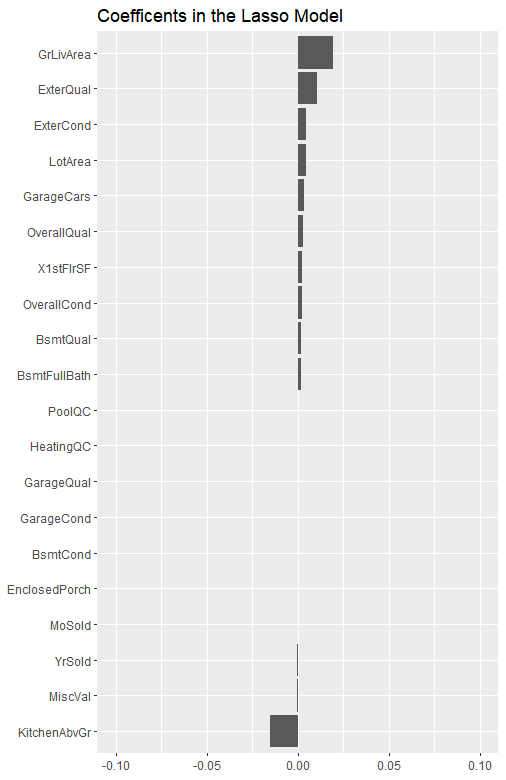 Coefficents in the Lasso Model
GrLivArea
ExterQual
ExterCond
LotArea
GarageCars
OverallQual
X1stFlrSF
OverallCond
BsmtQual
BsmtFullBath
PoolQC
HeatingQC
GarageQual
GarageCond
BsmtCond
EnclosedPorch
MoSold
YrSold
MiscVal
KitchenAbvGr
-0.10 -0.05 0.00 0.05 0.10